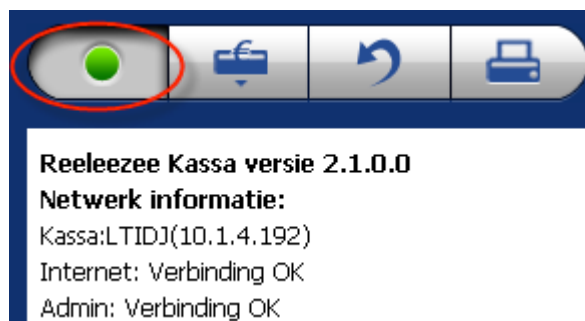 Reeleezee Kassa versie 2.1.0.0
Netwerk informatie:
Kassa:LTIDJ(10.1.4.192)
Internet: Verbinding OK
Admin: Verbinding OK